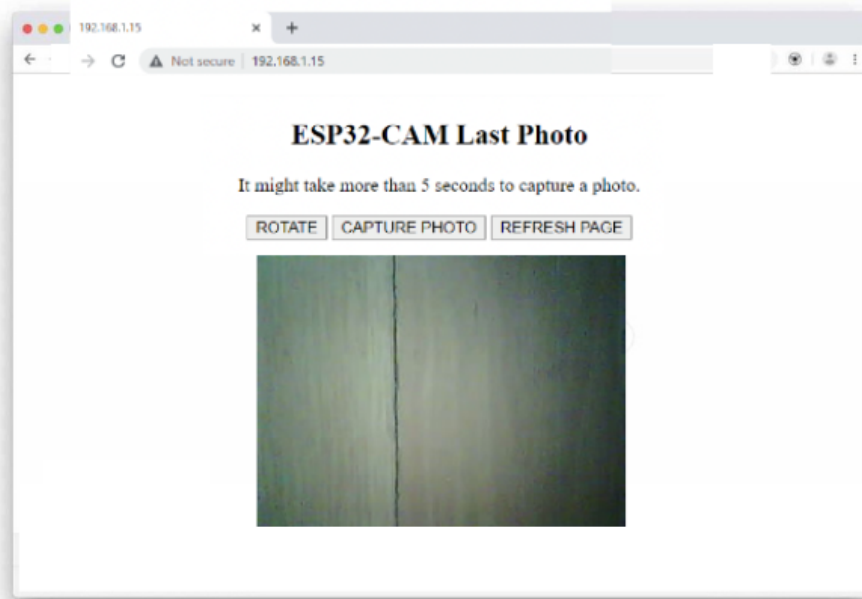 192.168.1.15
Not secure 192.168.1.15
ESP32-CAM Last Photo
It might take more than 5 seconds to capture a photo.
ROTATE CAPTURE PHOTO REFRESH PAGE